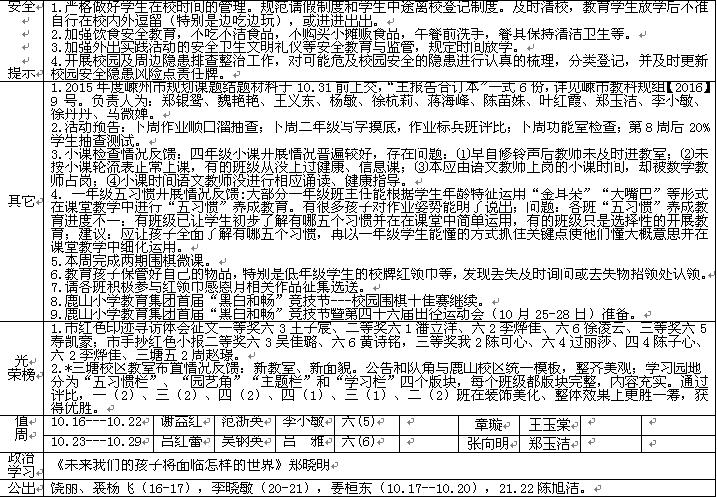 安全
提示
1.严格做好学生在校时间的管理。规范请假制度和学生中途离校登记制度。及时清校，教育学生放学后不准
自行在校内外逗留（特别是边吃边玩），或进进出出。
2.加强饮食安全教育，不吃不洁食品，不购买小摊贩食品，午餐前洗手，餐具保持清洁卫生等。
3.加强外出实践活动的安全卫生文明礼仪等安全教育与监管，规定时间放学。
4.开展校园及周边隐患排查整治工作，对可能危及校园安全的隐患进行认真的梳理，分类登记，并及时更新
校园安全隐患风险点责任牌。
其它
1.2015 年度嵊州市规划课题结题材料于 10.31 前上交，“主报告合订本”一式 6 份，详见嵊市教科规组【2016】
9 号。负责人为：郑银鸳、魏艳艳、王义东、杨敏、徐杭莉、蒋海峰、陈苗姝、叶红霞、郑玉洁、李小敏、
徐丹丹、马微婵。
2.活动预告：下周作业顺口溜抽查；下周二年级写字摸底，作业标兵班评比；下周功能室检查；第 8 周后 20%
学生抽查测试。
3.小课检查情况反馈：四年级小课开展情况普遍较好，存在问题：①早自修铃声后教师未及时进教室；②未
按小课轮流表正常上课，有的班级从没上过健康、信息课；③本应由语文教师上岗的小课时间，却被数学教
师占岗；④小课时间语文教师没进行相应诵读、健康指导。
4.一年级五习惯开展情况反馈:大部分一年级班主任能根据学生年龄特征运用“金耳朵”“大嘴巴”等形式
在课堂教学中进行“五习惯”养成教育。有很多孩子对作业姿势能明了说出；问题：各班“五习惯”养成教
育进度不一；有班级已让学生初步了解有哪五个习惯并在在课堂中简单运用，有的班级只是选择性的开展教
育；建议：应让孩子全面了解有哪五个习惯，再以一年级学生能懂的方式抓住关键点使他们懂大概意思并在
课堂教学中细化运用。
5.本周完成两期围棋微课。
6.教育孩子保管好自己的物品，特别是低年级学生的校牌红领巾等，发现丢失及时询问或去失物招领处认领。
7.请各班积极参与红领巾感恩月相关作品征集选送。
8.鹿山小学教育集团首届“黑白和畅”竞技节---校园围棋十佳赛继续。
9.鹿山小学教育集团首届“黑白和畅”竞技节暨第四十六届田径运动会（10 月 25-28 日）准备。
光
荣榜
1.市红色印迹寻访体会征文一等奖六 3 王子宸、二等奖六 1 潘立洋、六 2 李烨佳、六 6 徐凌云、三等奖六 5
寿凯豪；市手抄红色小报二等奖六 3 吴佳璐、六 6 黄诗铭，三等奖我 2 陈可心、六 4 过丽莎、四 4 陈子心、
六 2 李烨佳、三塘五 2 周赵璟。
2.*三塘校区教室布置情况反馈：新教室、新面貌。公告和队角与鹿山校区统一模板，整齐美观；学习园地
分为“五习惯栏”、“园艺角”“主题栏”和“学习栏”四个版块，每个班级都版块完整，内容充实。通过
评比，一（2）、三（2）、四（2）、四（1）、三（1）、二（2）班在装饰美化、整体效果上更胜一筹，获
得优胜。
值
周
10.16---10.22 谢益红 范浙英 李小敏 六(5) 章璇 王玉棠
10.23---10.29 吕红蕾 吴钢英 吕　雅 六(6) 张向明 郑玉洁
政治
学习
《未来我们的孩子将面临怎样的世界》郑晓明
公出
饶丽、裘杨飞（16-17），李晓敏（20-21），姜桓东（10.17--10.20），21.22 陈旭洁。